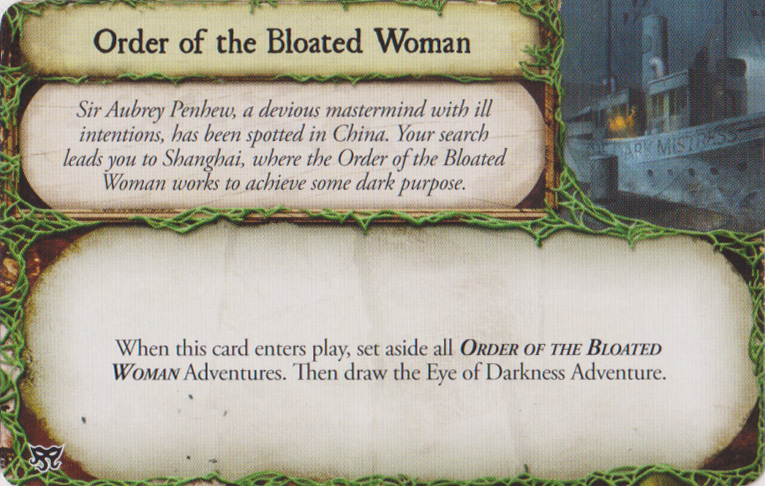 Order of the Bloated Woman
Sir Aubrey Penhew, a devious mastermind with ill
intentions, has been spotted in China. Your search
leads you to Shanghai, where the Order of the Bloated
Woman works to achieve some dark purpose.
ARK MISTRESS
When this card enters play, set aside all ORDER OF THE BLOATED
WOMAN Adventures. Then draw the Eye of Darkness Adventure.